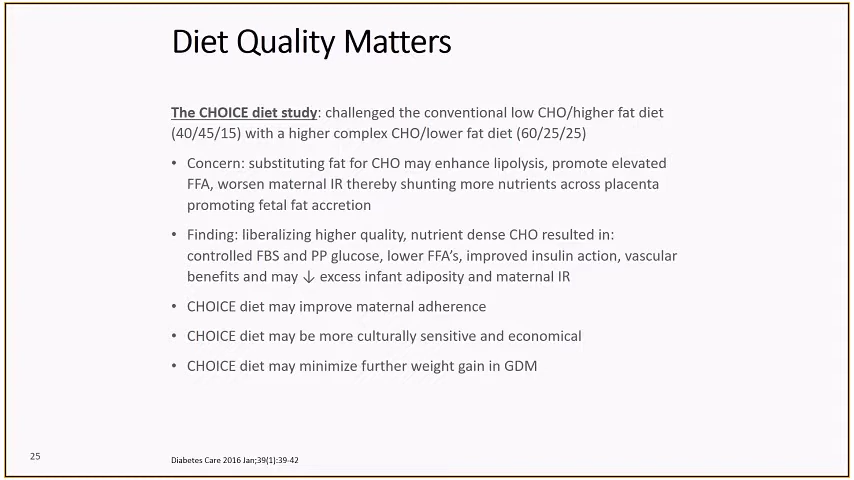 Diet Quality Matters
The CHOICE diet study: challenged the conventional low CHO/higher fat diet
(40/45/15) with a higher complex CHO/lower fat diet (60/25/25)
• Concern: substituting fat for CHO may enhance lipolysis, promote elevated
FFA, worsen maternal IR thereby shunting more nutrients across placenta
promoting fetal fat accretion
• Finding: liberalizing higher quality, nutrient dense CHO resulted in:
controlled FBS and PP glucose, lower FFA's, improved insulin action, vascular
benefits and may ↓ excess infant adiposity and maternal IR
• CHOICE diet may improve maternal adherence
• CHOICE diet may be more culturally sensitive and economical
• CHOICE diet may minimize further weight gain in GDM
25
Diabetes Care 2016 Jan;39(1):39-42